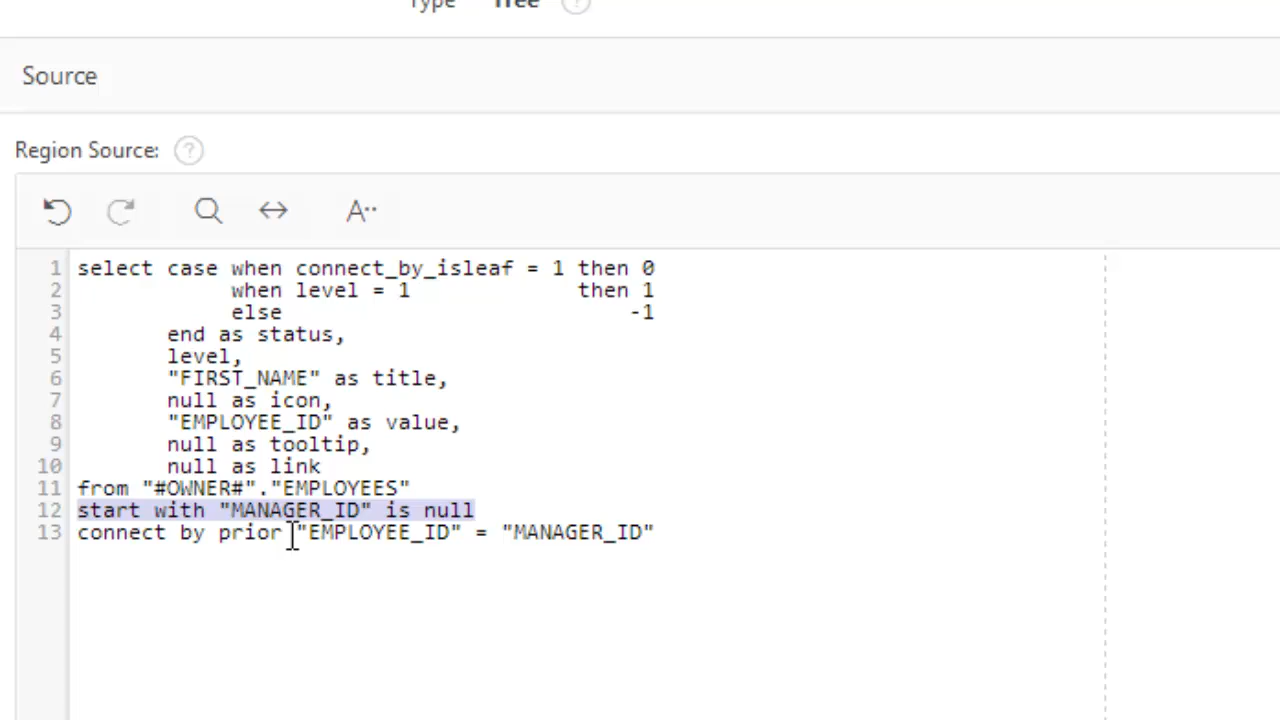 Type Tree ?
Source
Region Source: ?
A··
1 select case when connect_by_isleaf = 1 then 0
2             when level = 1             then 1
3             else                           -1
4        end as status,
5        level,
6        "FIRST_NAME" as title,
7        null as icon,
8        "EMPLOYEE_ID" as value,
9        null as tooltip,
10        null as link
11 from "#OWNER#"."EMPLOYEES"
12 start with "MANAGER_ID" is null
13 connect by prior "EMPLOYEE_ID" = "MANAGER_ID"